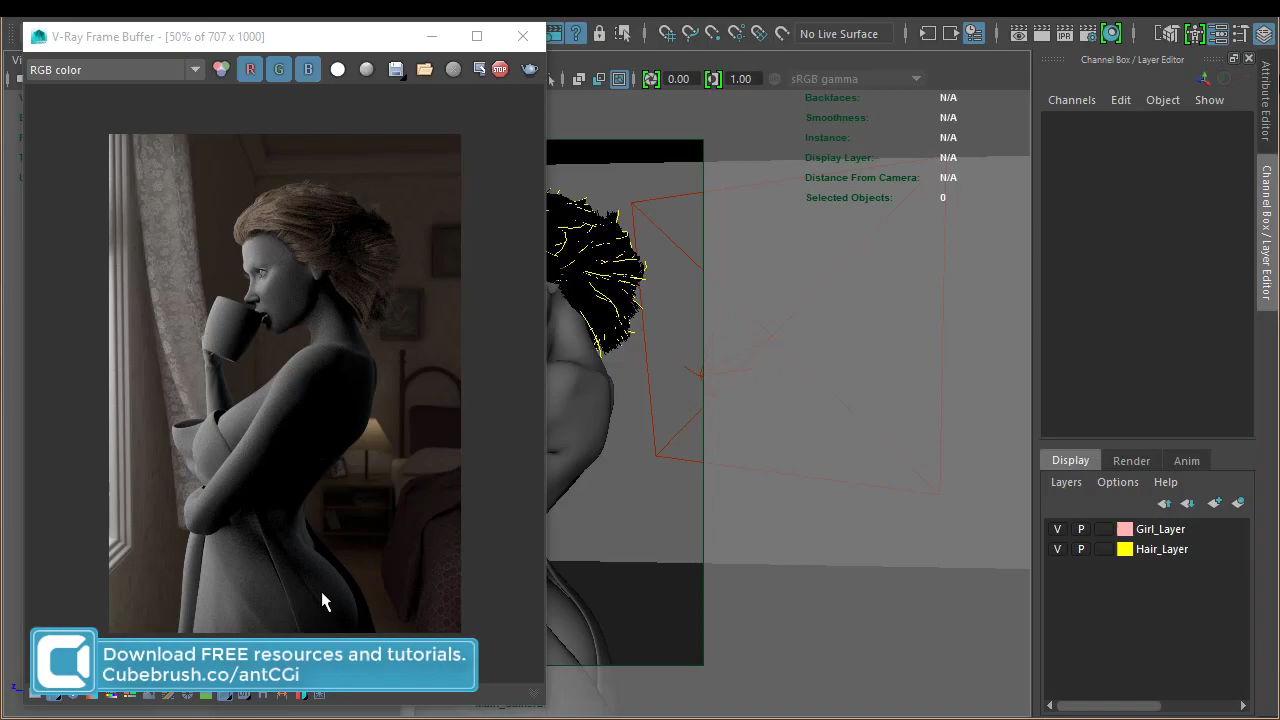 V-Ray Frame Buffer - [50% of 707 x 1000]
No Live Surface
RGB color
R G B
0.00 1.00 sRGB gamma
Channel Box / Layer Editor
Channels Edit Object Show
Backfaces: N/A
Smoothness: N/A
Instance: N/A
Display Layer: N/A
Distance From Camera: N/A
Selected Objects: 0
Attribute Editor
Channel Box / Layer Editor
Display Render Anim
Layers Options Help
V P Girl_Layer
V P Hair_Layer
Download FREE resources and tutorials.
Cubebrush.co/antCGi